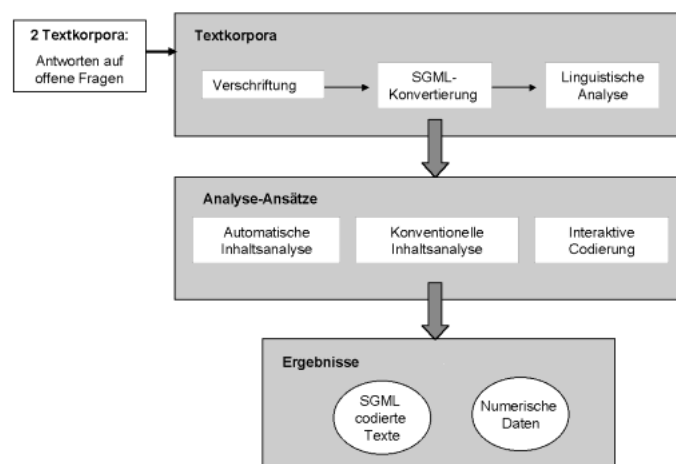 2 Textkorpora:
Antworten auf
offene Fragen
Textkorpora
Verschriftung
SGML-
Konvertierung
Linguistische
Analyse
Analyse-Ansätze
Automatische
Inhaltsanalyse
Konventionelle
Inhaltsanalyse
Interaktive
Codierung
Ergebnisse
SGML
codierte
Texte
Numerische
Daten